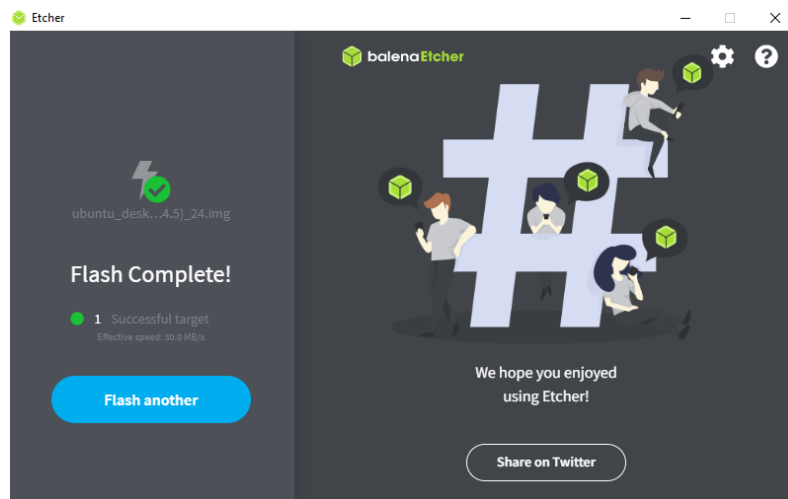 Etcher
balenaEtcher
ubuntu_desk...4.5)_24.img
Flash Complete!
1 Successful target
Effective speed: 30.0 MB/s
Flash another
We hope you enjoyed
using Etcher!
Share on Twitter